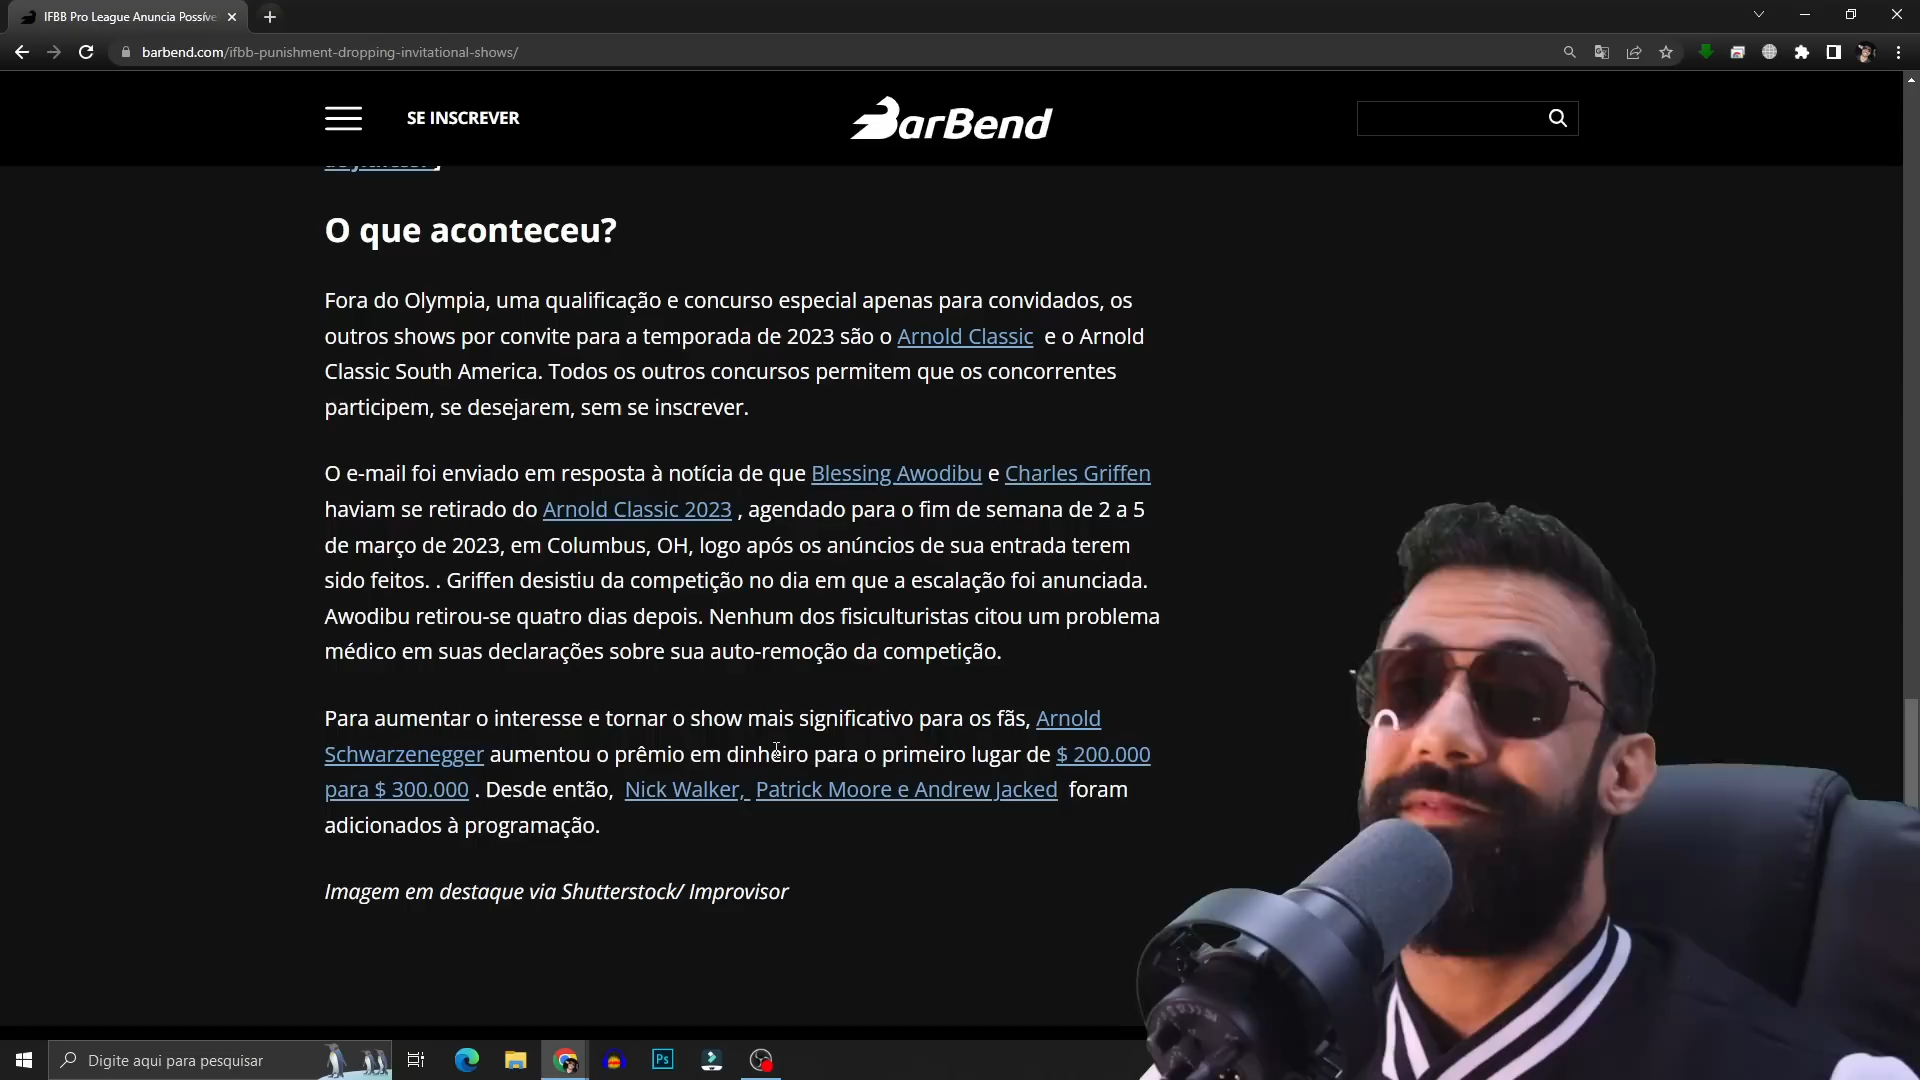 IFBB Pro League Anuncia Possíve
barbend.com/ifbb-punishment-dropping-invitational-shows/
SE INSCREVER
BarBend
O que aconteceu?
Fora do Olympia, uma qualificação e concurso especial apenas para convidados, os
outros shows por convite para a temporada de 2023 são o Arnold Classic e o Arnold
Classic South America. Todos os outros concursos permitem que os concorrentes
participem, se desejarem, sem se inscrever.
O e-mail foi enviado em resposta à notícia de que Blessing Awodibu e Charles Griffen
haviam se retirado do Arnold Classic 2023 , agendado para o fim de semana de 2 a 5
de março de 2023, em Columbus, OH, logo após os anúncios de sua entrada terem
sido feitos. . Griffen desistiu da competição no dia em que a escalação foi anunciada.
Awodibu retirou-se quatro dias depois. Nenhum dos fisiculturistas citou um problema
médico em suas declarações sobre sua auto-remoção da competição.
Para aumentar o interesse e tornar o show mais significativo para os fãs, Arnold
Schwarzenegger aumentou o prêmio em dinheiro para o primeiro lugar de $ 200.000
para $ 300.000 . Desde então, Nick Walker, Patrick Moore e Andrew Jacked foram
adicionados à programação.
Imagem em destaque via Shutterstock/ Improvisor
Digite aqui para pesquisar
Ps